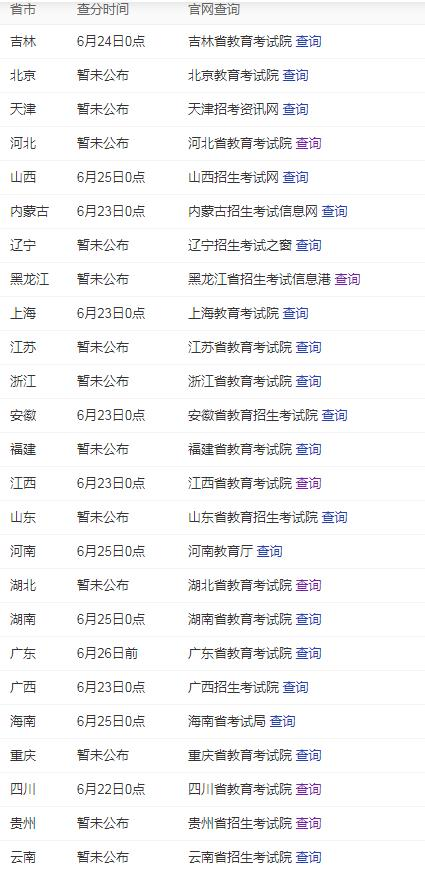 省市 查分时间 官网查询
吉林 6月24日0点 吉林省教育考试院 查询
北京 暂未公布 北京教育考试院 查询
天津 暂未公布 天津招考资讯网 查询
河北 暂未公布 河北省教育考试院 查询
山西 6月25日0点 山西招生考试网 查询
内蒙古 6月23日0点 内蒙古招生考试信息网 查询
辽宁 暂未公布 辽宁招生考试之窗 查询
黑龙江 暂未公布 黑龙江省招生考试信息港 查询
上海 6月23日0点 上海教育考试院 查询
江苏 暂未公布 江苏省教育考试院 查询
浙江 暂未公布 浙江省教育考试院 查询
安徽 6月23日0点 安徽省教育招生考试院 查询
福建 暂未公布 福建省教育考试院 查询
江西 6月23日0点 江西省教育考试院 查询
山东 暂未公布 山东省教育招生考试院 查询
河南 6月25日0点 河南教育厅 查询
湖北 暂未公布 湖北省教育考试院 查询
湖南 6月25日0点 湖南省教育考试院 查询
广东 6月26日前 广东省教育考试院 查询
广西 6月23日0点 广西招生考试院 查询
海南 6月25日0点 海南省考试局 查询
重庆 暂未公布 重庆省教育考试院 查询
四川 6月22日0点 四川省教育考试院 查询
贵州 暂未公布 贵州省招生考试院 查询
云南 暂未公布 云南省招生考试院 查询